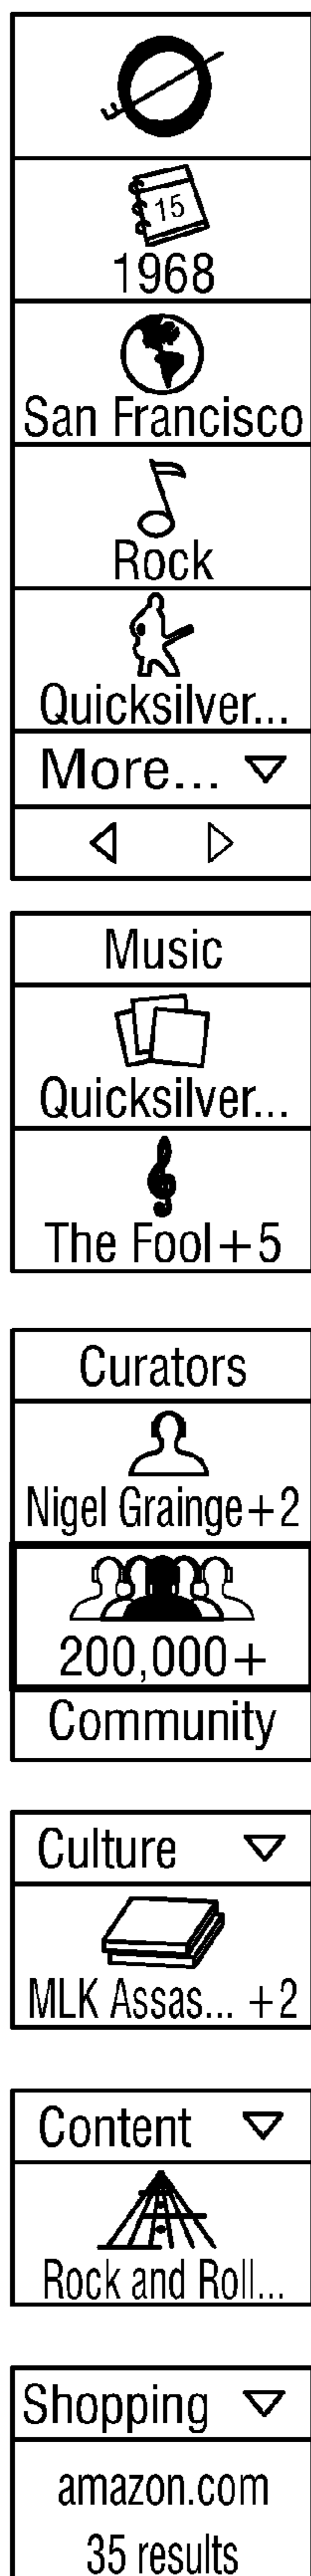 15
1968
San Francisco
Rock
Quicksilver...
More...
Music
Quicksilver...
The Fool+5
Curators
Nigel Grainge+2
200,000+
Community
Culture
MLK Assas... +2
Content
Rock and Roll...
Shopping
amazon.com
35 results